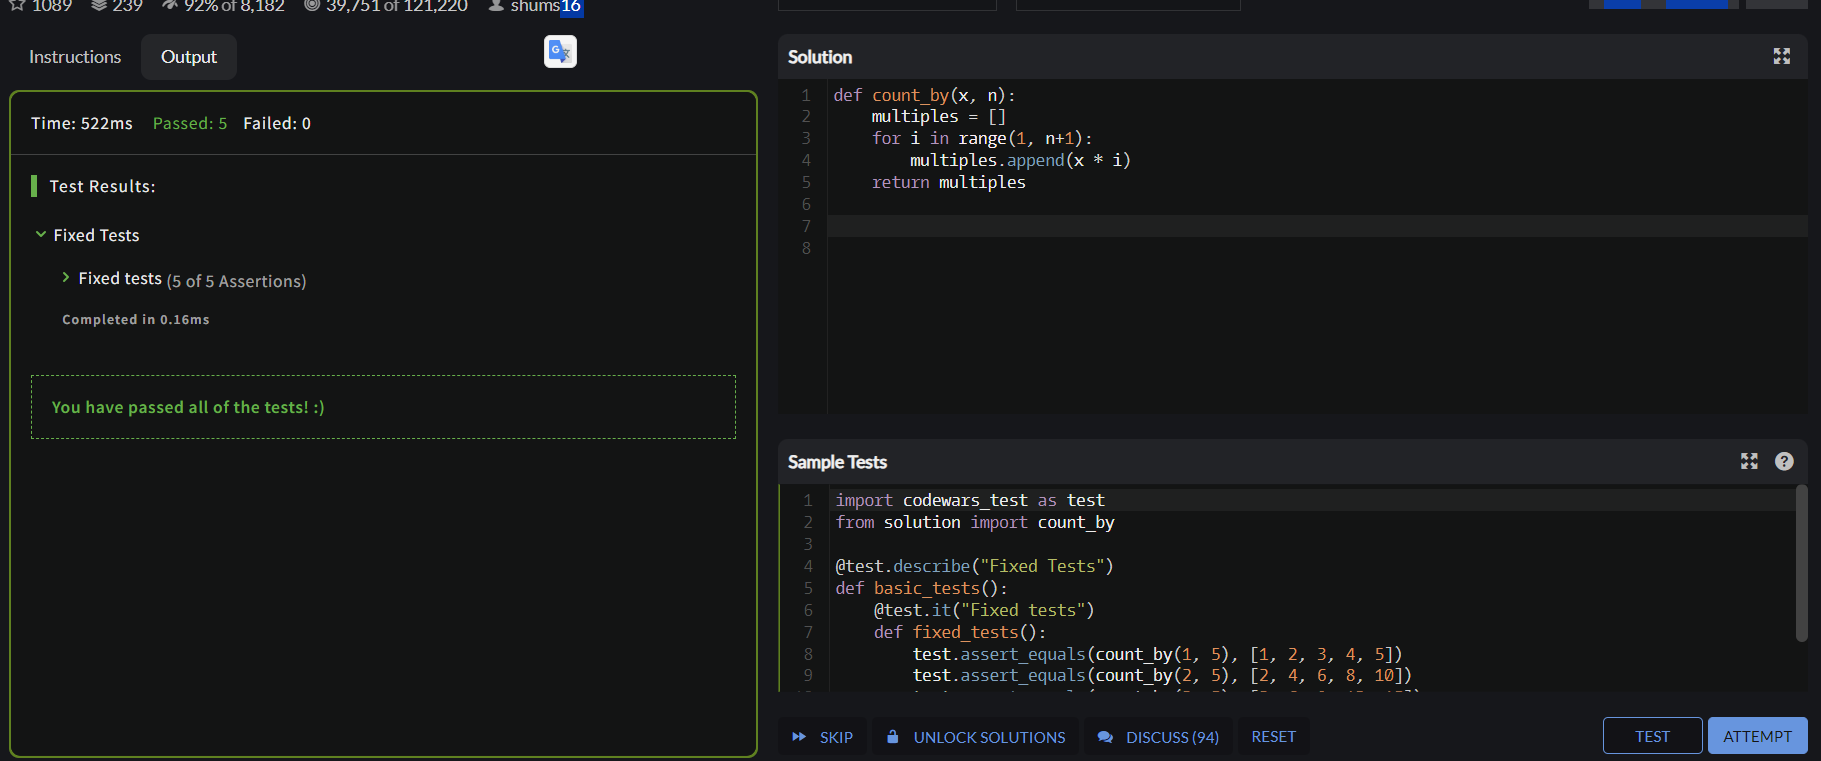 1089 239 92% of 8,182 39,751 of 121,220 shums16
Instructions Output
Time: 522ms Passed: 5 Failed: 0
Test Results:
Fixed Tests
Fixed tests (5 of 5 Assertions)
Completed in 0.16ms
You have passed all of the tests! :)
Solution
1 def count_by(x, n):
2     multiples = []
3     for i in range(1, n+1):
4         multiples.append(x * i)
5     return multiples
6
7
8
Sample Tests
1 import codewars_test as test
2 from solution import count_by
3
4 @test.describe("Fixed Tests")
5 def basic_tests():
6     @test.it("Fixed tests")
7     def fixed_tests():
8         test.assert_equals(count_by(1, 5), [1, 2, 3, 4, 5])
9         test.assert_equals(count_by(2, 5), [2, 4, 6, 8, 10])
SKIP UNLOCK SOLUTIONS DISCUSS (94) RESET TEST ATTEMPT